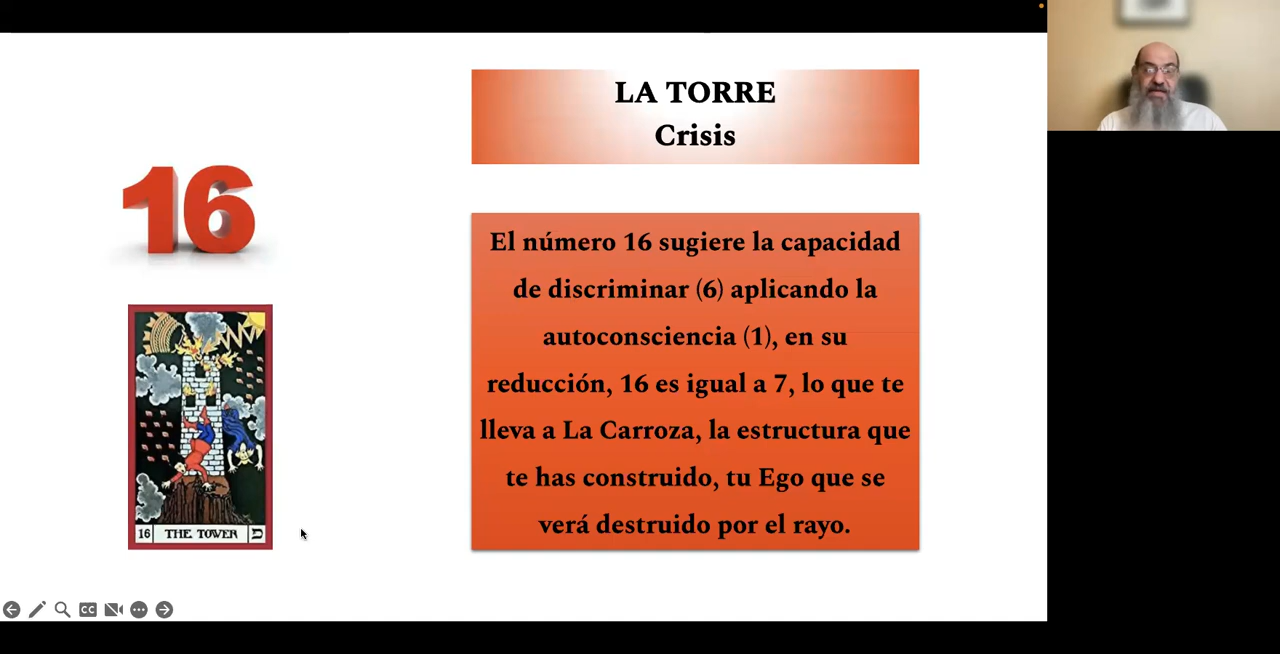 LA TORRE
Crisis
16
El número 16 sugiere la capacidad
de discriminar (6) aplicando la
autoconsciencia (1), en su
reducción, 16 es igual a 7, lo que te
lleva a La Carroza, la estructura que
te has construido, tu Ego que se
verá destruido por el rayo.
16 THE TOWER פ
CC